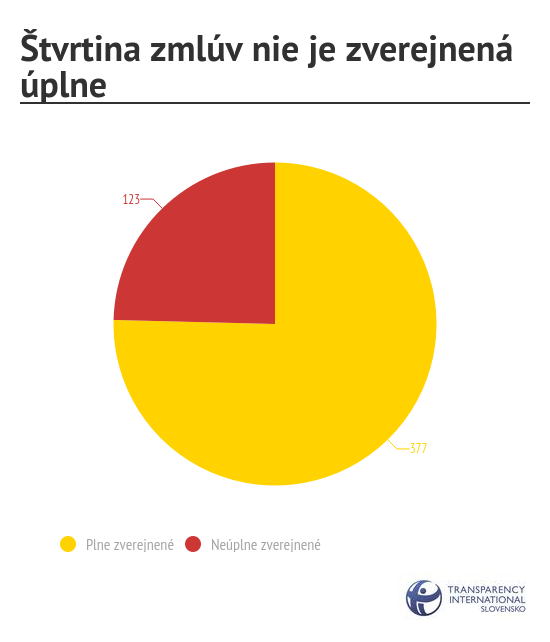 Štvrtina zmlúv nie je zverejnená
úplne
123
377
Plne zverejnené Neúplne zverejnené
TRANSPARENCY
INTERNATIONAL
SLOVENSKO